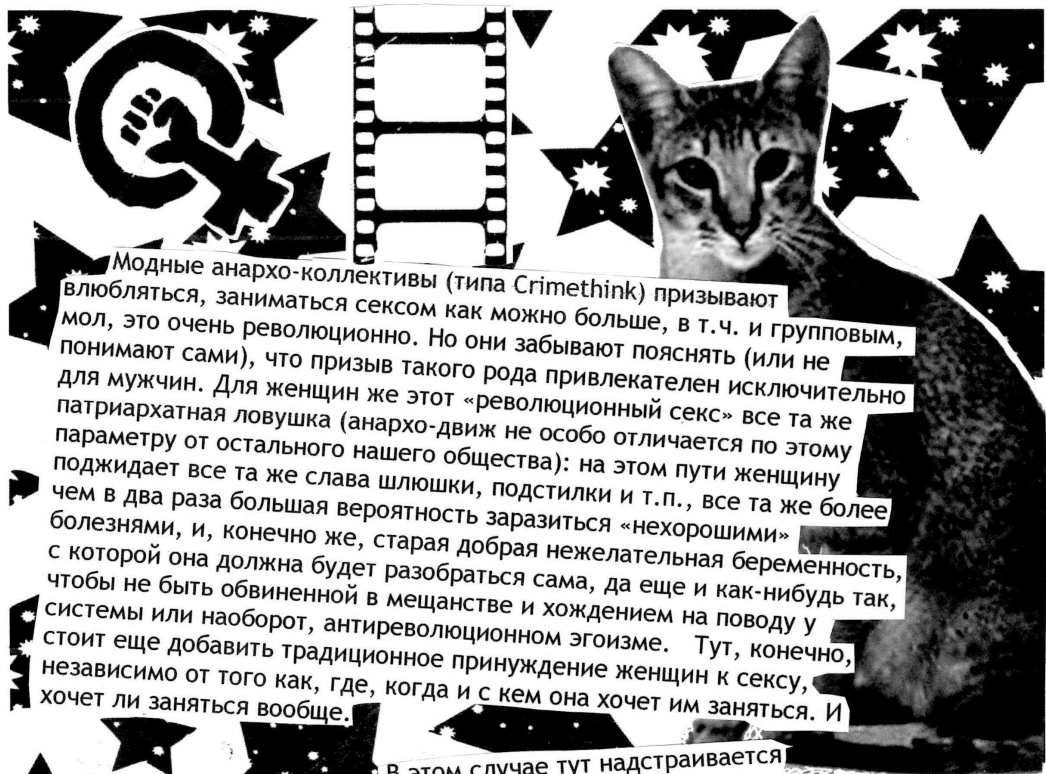 Модные анархо-коллективы (типа Crimethink) призывают
влюбляться, заниматься сексом как можно больше, в т.ч. и групповым,
мол, это очень революционно. Но они забывают пояснять (или не
понимают сами), что призыв такого рода привлекателен исключительно
для мужчин. Для женщин же этот «революционный секс» все та же
патриархатная ловушка (анархо-движ не особо отличается по этому
параметру от остального нашего общества): на этом пути женщину
поджидает все та же слава шлюшки, подстилки и т.п., все та же более
чем в два раза большая вероятность заразиться «нехорошими»
болезнями, и, конечно же, старая добрая нежелательная беременность,
с которой она должна будет разобраться сама, да еще и как-нибудь так,
чтобы не быть обвиненной в мещанстве и хождением на поводу у
системы или наоборот, антиреволюционном эгоизме. Тут, конечно,
стоит еще добавить традиционное принуждение женщин к сексу,
независимо от того как, где, когда и с кем она хочет им заняться. И
хочет ли заняться вообще.
В этом случае тут надстраивается